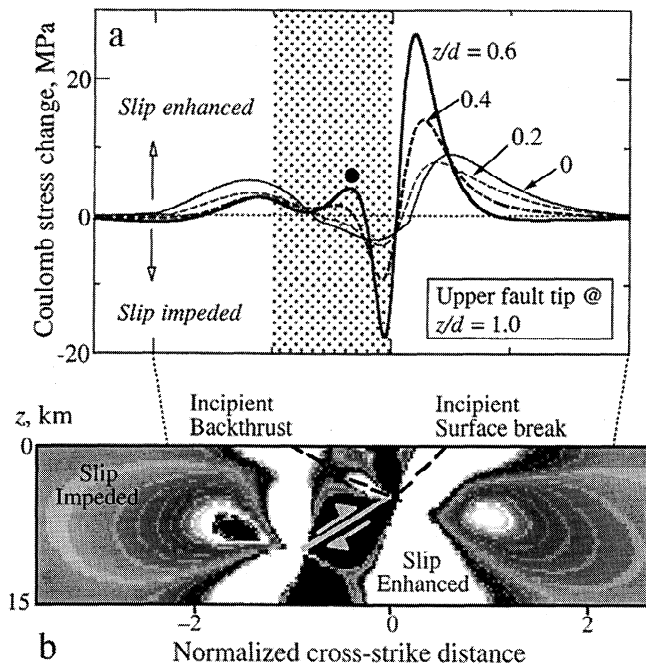 a
Coulomb stress change, MPa
20
0
-20
Slip enhanced
Slip impeded
z/d = 0.6
0.4
0.2
0
Upper fault tip @
z/d = 1.0
z, km
0
15
Incipient
Backthrust
Incipient
Surface break
Slip
Impeded
Slip
Enhanced
−2
0
2
b
Normalized cross-strike distance